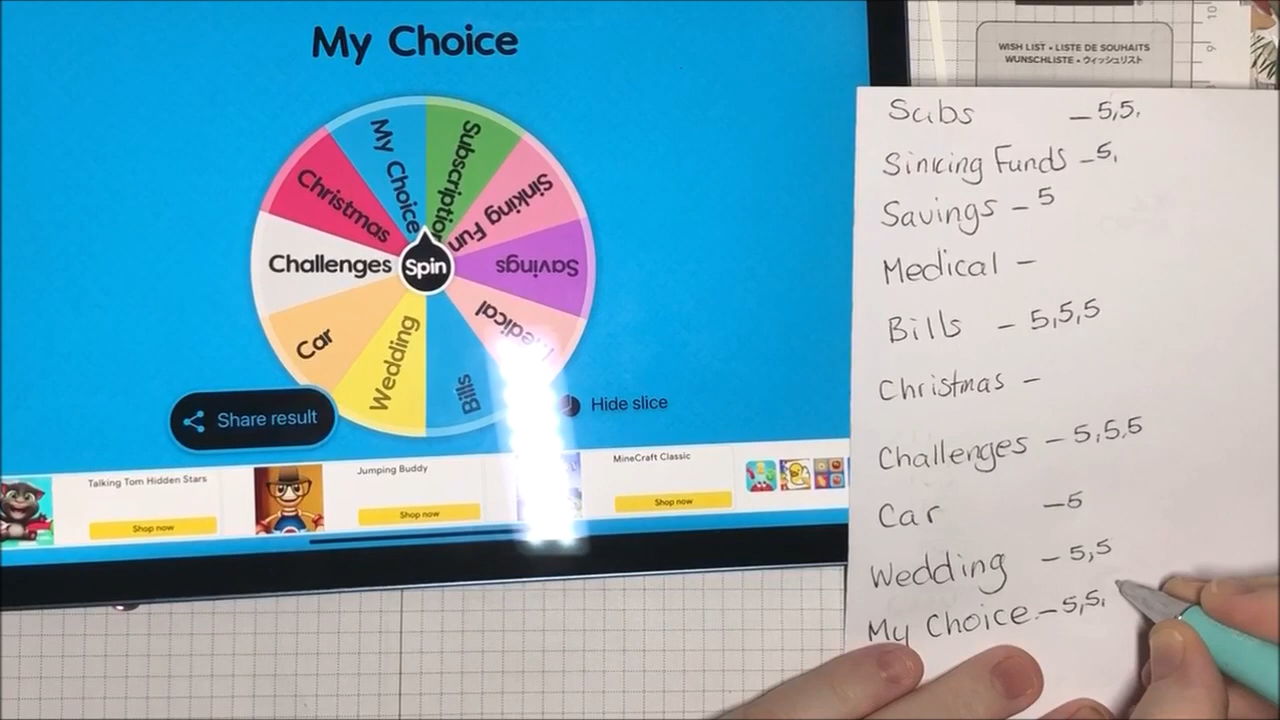 My Choice
My Choice
Subscription
Sinking Fun
Savings
Medical
Bills
Wedding
Car
Challenges
Christmas
Spin
Share result
Hide slice
Talking Tom Hidden Stars
Shop now
Jumping Buddy
Shop now
MineCraft Classic
Shop now
WISH LIST • LISTE DE SOUHAITS
WUNSCHLISTE • ウィッシュリスト
10
9
Subs - 5,5,
Sinking Funds - 5,
Savings - 5
Medical -
Bills - 5,5,5
Christmas -
Challenges - 5,5,5
Car - 5
Wedding - 5,5
My Choice - 5,5,